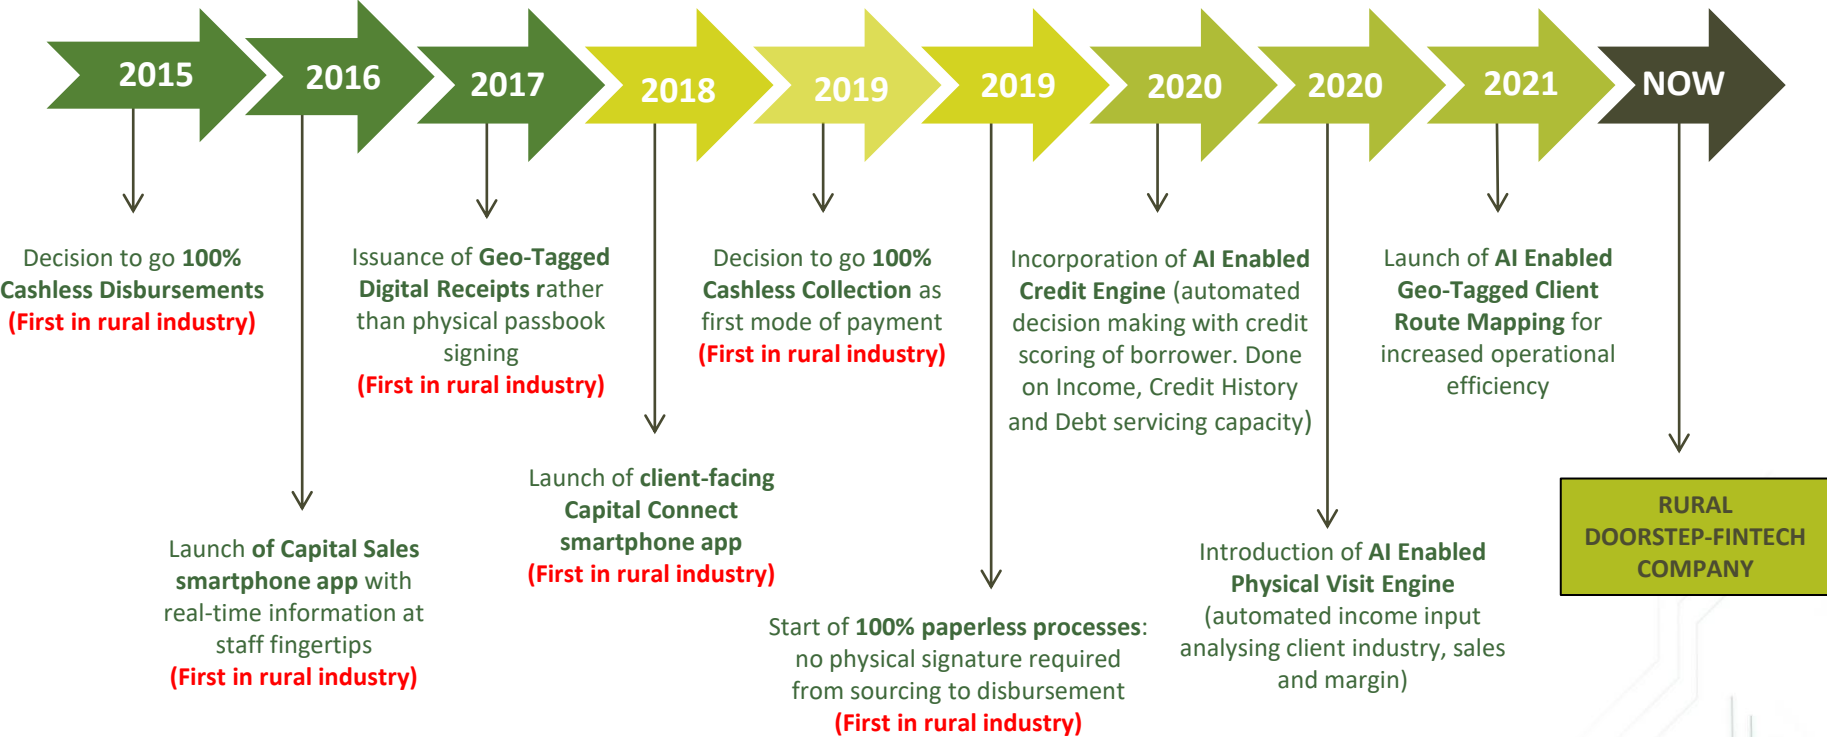 2015
2016
2017
2018
2019
2019
2020
2020
2021
NOW
Decision to go 100%
Cashless Disbursements
(First in rural industry)
Launch of Capital Sales
smartphone app with
real-time information at
staff fingertips
(First in rural industry)
Issuance of Geo-Tagged
Digital Receipts rather
than physical passbook
signing
(First in rural industry)
Launch of client-facing
Capital Connect
smartphone app
(First in rural industry)
Decision to go 100%
Cashless Collection as
first mode of payment
(First in rural industry)
Start of 100% paperless processes:
no physical signature required
from sourcing to disbursement
(First in rural industry)
Incorporation of AI Enabled
Credit Engine (automated
decision making with credit
scoring of borrower. Done
on Income, Credit History
and Debt servicing capacity)
Introduction of AI Enabled
Physical Visit Engine
(automated income input
analysing client industry, sales
and margin)
Launch of AI Enabled
Geo-Tagged Client
Route Mapping for
increased operational
efficiency
RURAL
DOORSTEP-FINTECH
COMPANY